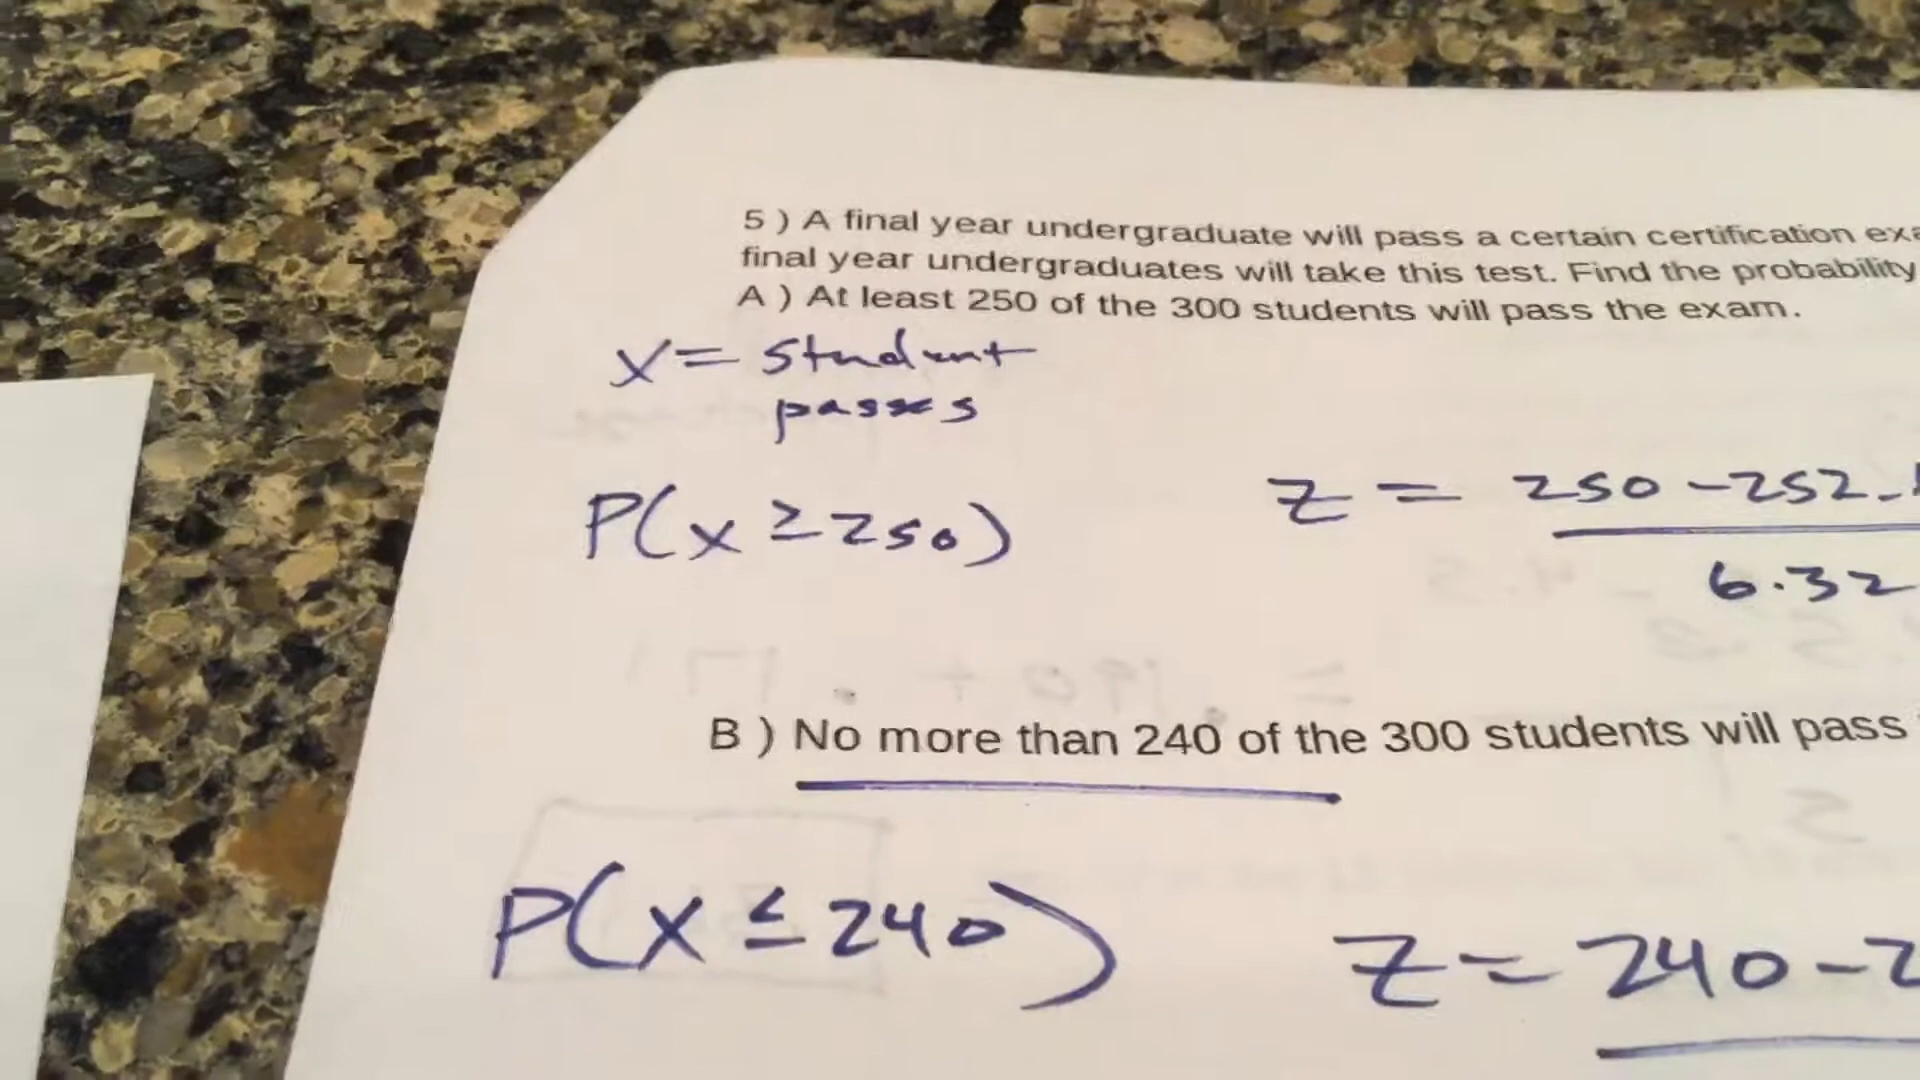 5 ) A final year undergraduate will pass a certain certification
final year undergraduates will take this test. Find the probability
A ) At least 250 of the 300 students will pass the exam.
X = student
passes
P(X ≥ 250)
Z = 250 - 252.
6.32
B ) No more than 240 of the 300 students will pass
P(X ≤ 240)
Z = 240 - 2